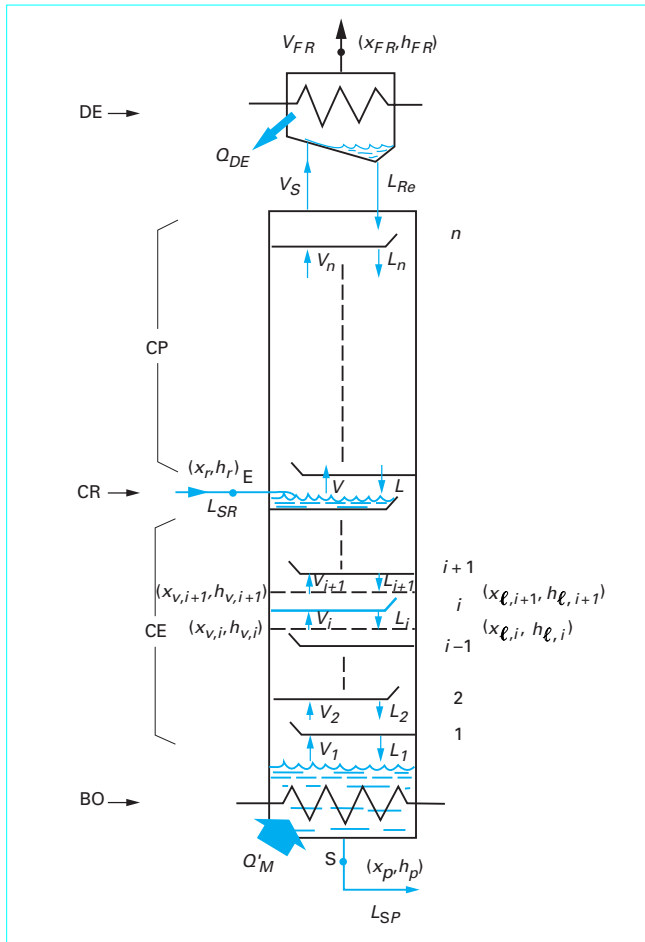 V_FR (x_FR, h_FR)
DE
Q_DE
V_S L_Re
n
V_n L_n
CP
(x_r, h_r) E
V L
CR
L_SR
i+1
V_i+1 L_i+1
(x_v,i+1, h_v,i+1) i (x_ℓ,i+1, h_ℓ,i+1)
CE
(x_v,i, h_v,i) V_i L_i (x_ℓ,i, h_ℓ,i)
i–1
2
V_2 L_2
1
V_1 L_1
BO
Q'_M S (x_p, h_p)
L_SP